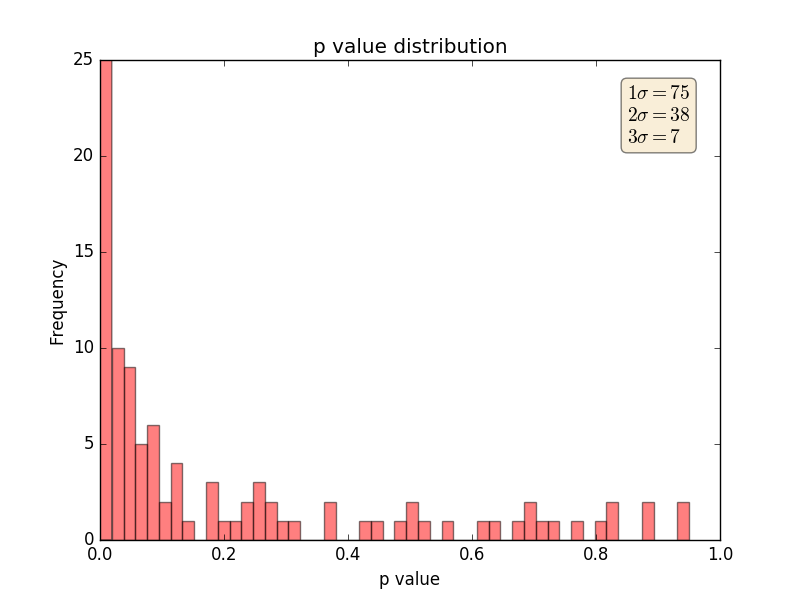 p value distribution
25
20
15
10
5
0
Frequency
1σ = 75
2σ = 38
3σ = 7
0.0 0.2 0.4 0.6 0.8 1.0
p value